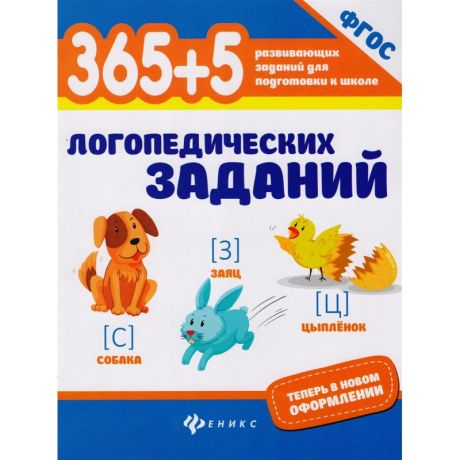 365+5
развивающих
заданий для
подготовки к школе
ФГОС
ЛОГОПЕДИЧЕСКИХ
ЗАДАНИЙ
[З]
ЗАЯЦ
[Ц]
ЦЫПЛЁНОК
[С]
СОБАКА
ТЕПЕРЬ В НОВОМ
ОФОРМЛЕНИИ
ФЕНИКС